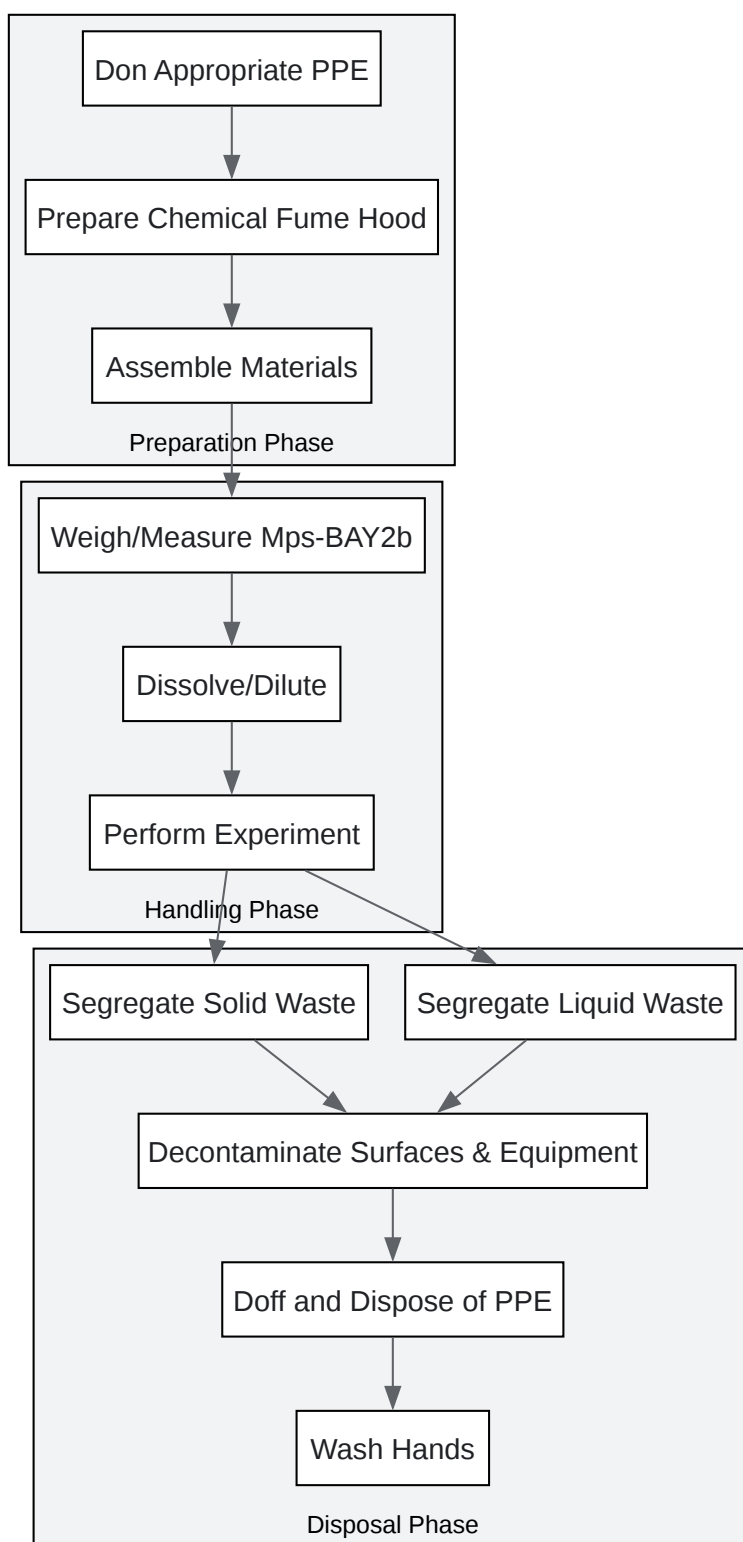 Don Appropriate PPE
Prepare Chemical Fume Hood
Assemble Materials
Preparation Phase
Weigh/Measure Mps-BAY2b
Dissolve/Dilute
Perform Experiment
Handling Phase
Segregate Solid Waste
Segregate Liquid Waste
Decontaminate Surfaces & Equipment
Doff and Dispose of PPE
Wash Hands
Disposal Phase